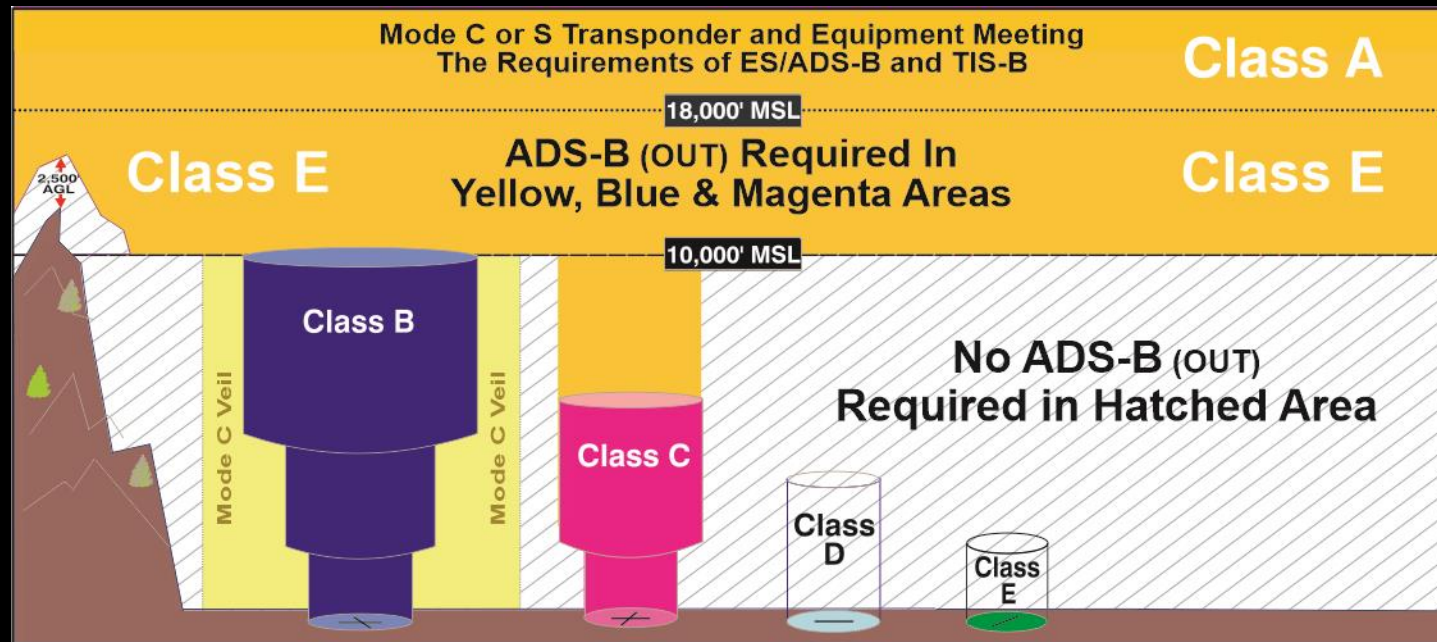 Mode C or S Transponder and Equipment Meeting
The Requirements of ES/ADS-B and TIS-B
Class A
18,000' MSL
2,500'
AGL
Class E
ADS-B (OUT) Required In
Yellow, Blue & Magenta Areas
Class E
10,000' MSL
Mode C Veil
Class B
Mode C Veil
Class C
No ADS-B (OUT)
Required in Hatched Area
Class
D
Class
E